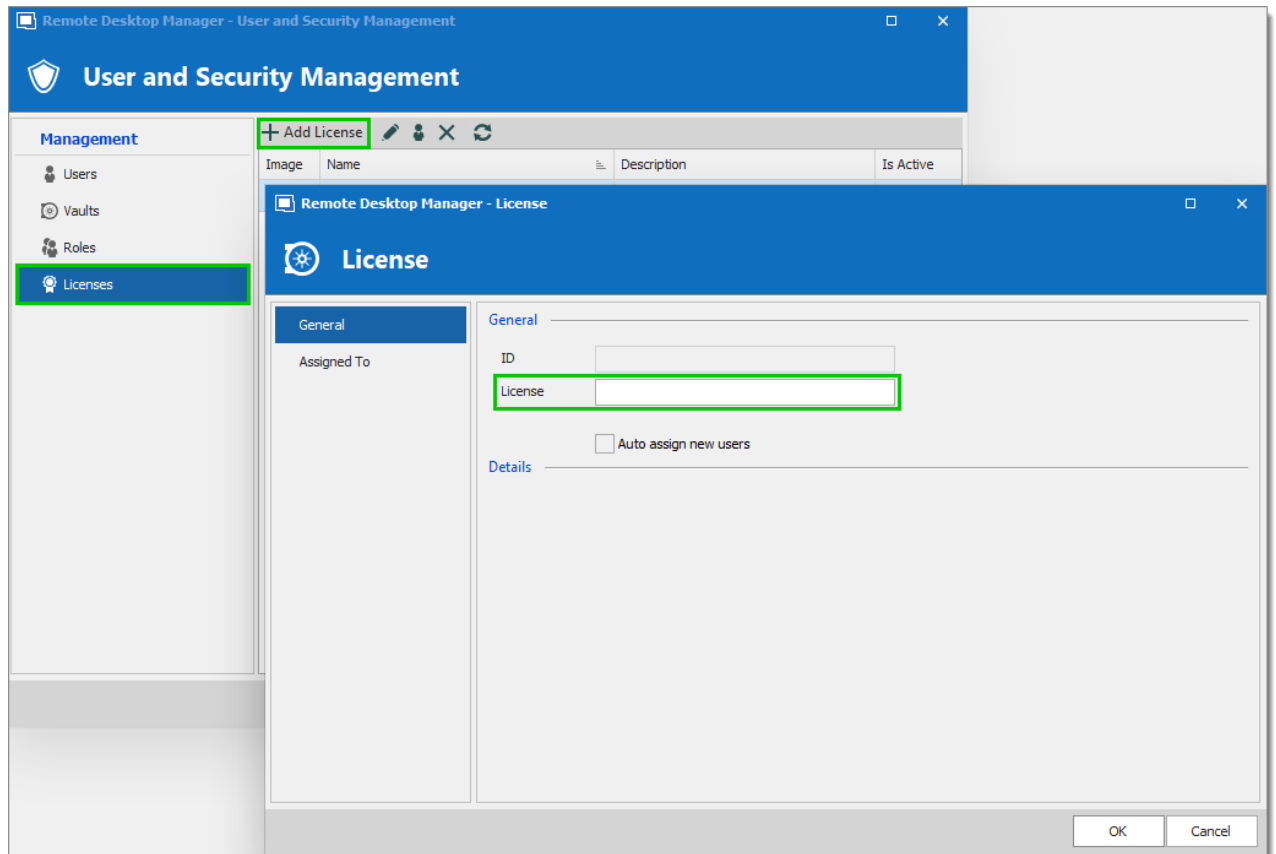 Remote Desktop Manager - User and Security Management
User and Security Management
Management
Users
Vaults
Roles
Licenses
Add License
Image Name Description Is Active
Remote Desktop Manager - License
License
General
Assigned To
General
ID
License
Auto assign new users
Details
OK Cancel